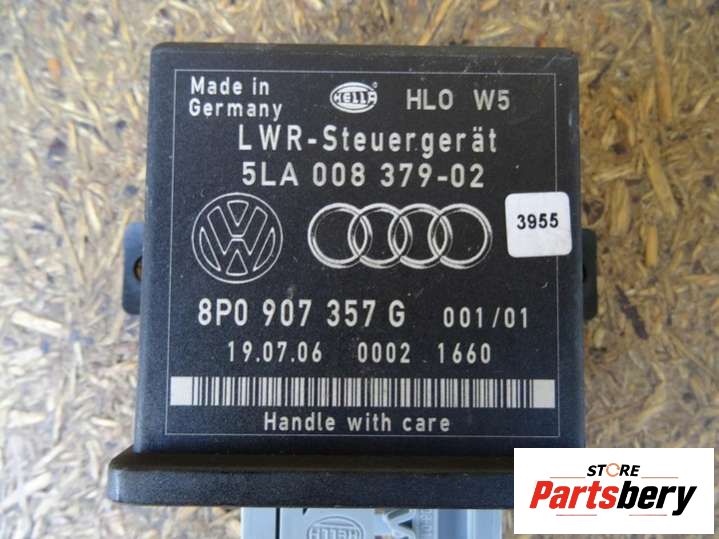 Made in
Germany
HELLA
HLO W5
LWR-Steuergerät
5LA 008 379-02
3955
8P0 907 357 G 001/01
19.07.06 0002 1660
Handle with care
STORE
Partsbery
HELLA